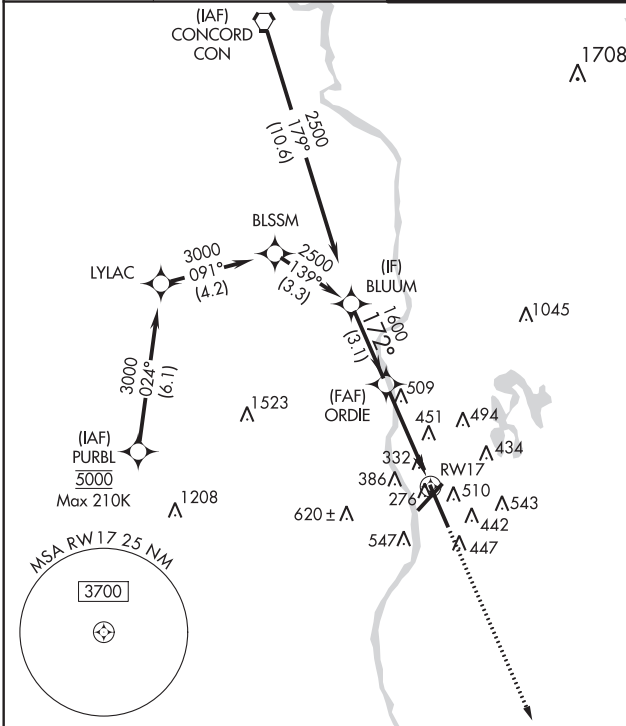 (IAF)
CONCORD
CON
1708
2500
179°
(10.6)
BLSSM
LYLAC
3000
091°
(4.2)
2500
139°
(3.3)
(IF)
BLUUM
1045
1600
172°
(3.1)
3000
024°
(6.1)
(FAF)
ORDIE
509
1523
451
494
434
(IAF)
PURBL
5000
Max 210K
332
RW17
386
276
510
543
1208
620 ±
442
547
447
MSA RW17 25 NM
3700